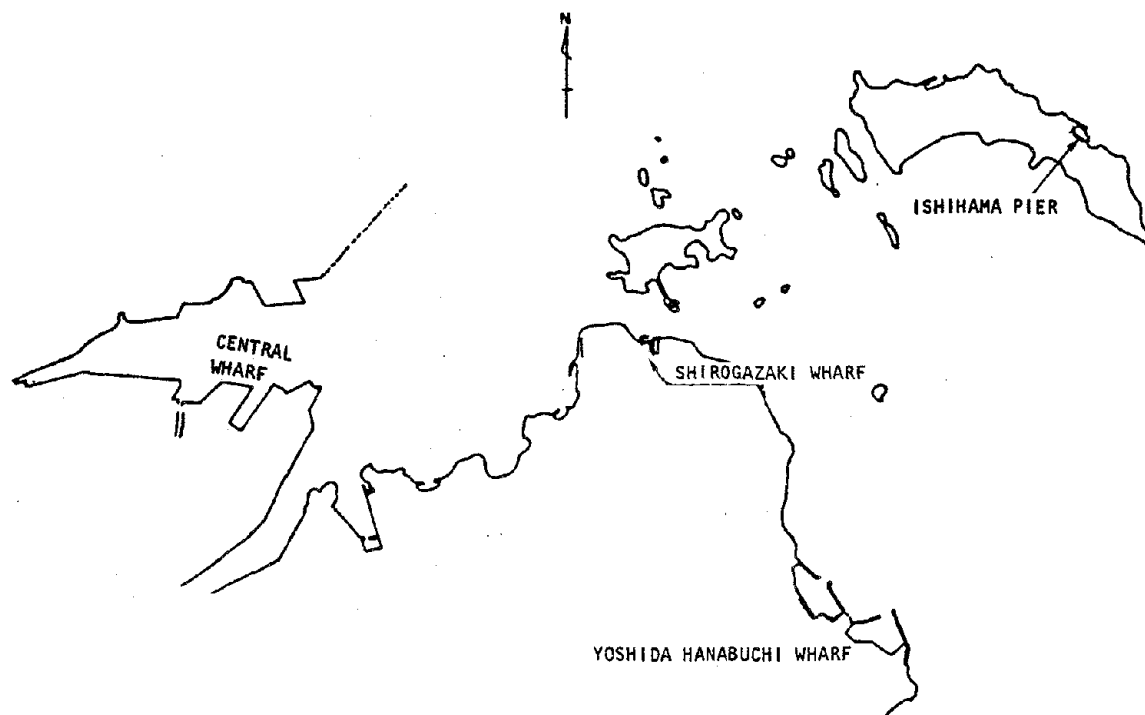 N
ISHIHAMA PIER
CENTRAL
WHARF
SHIROGAZAKI WHARF
YOSHIDA HANABUCHI WHARF